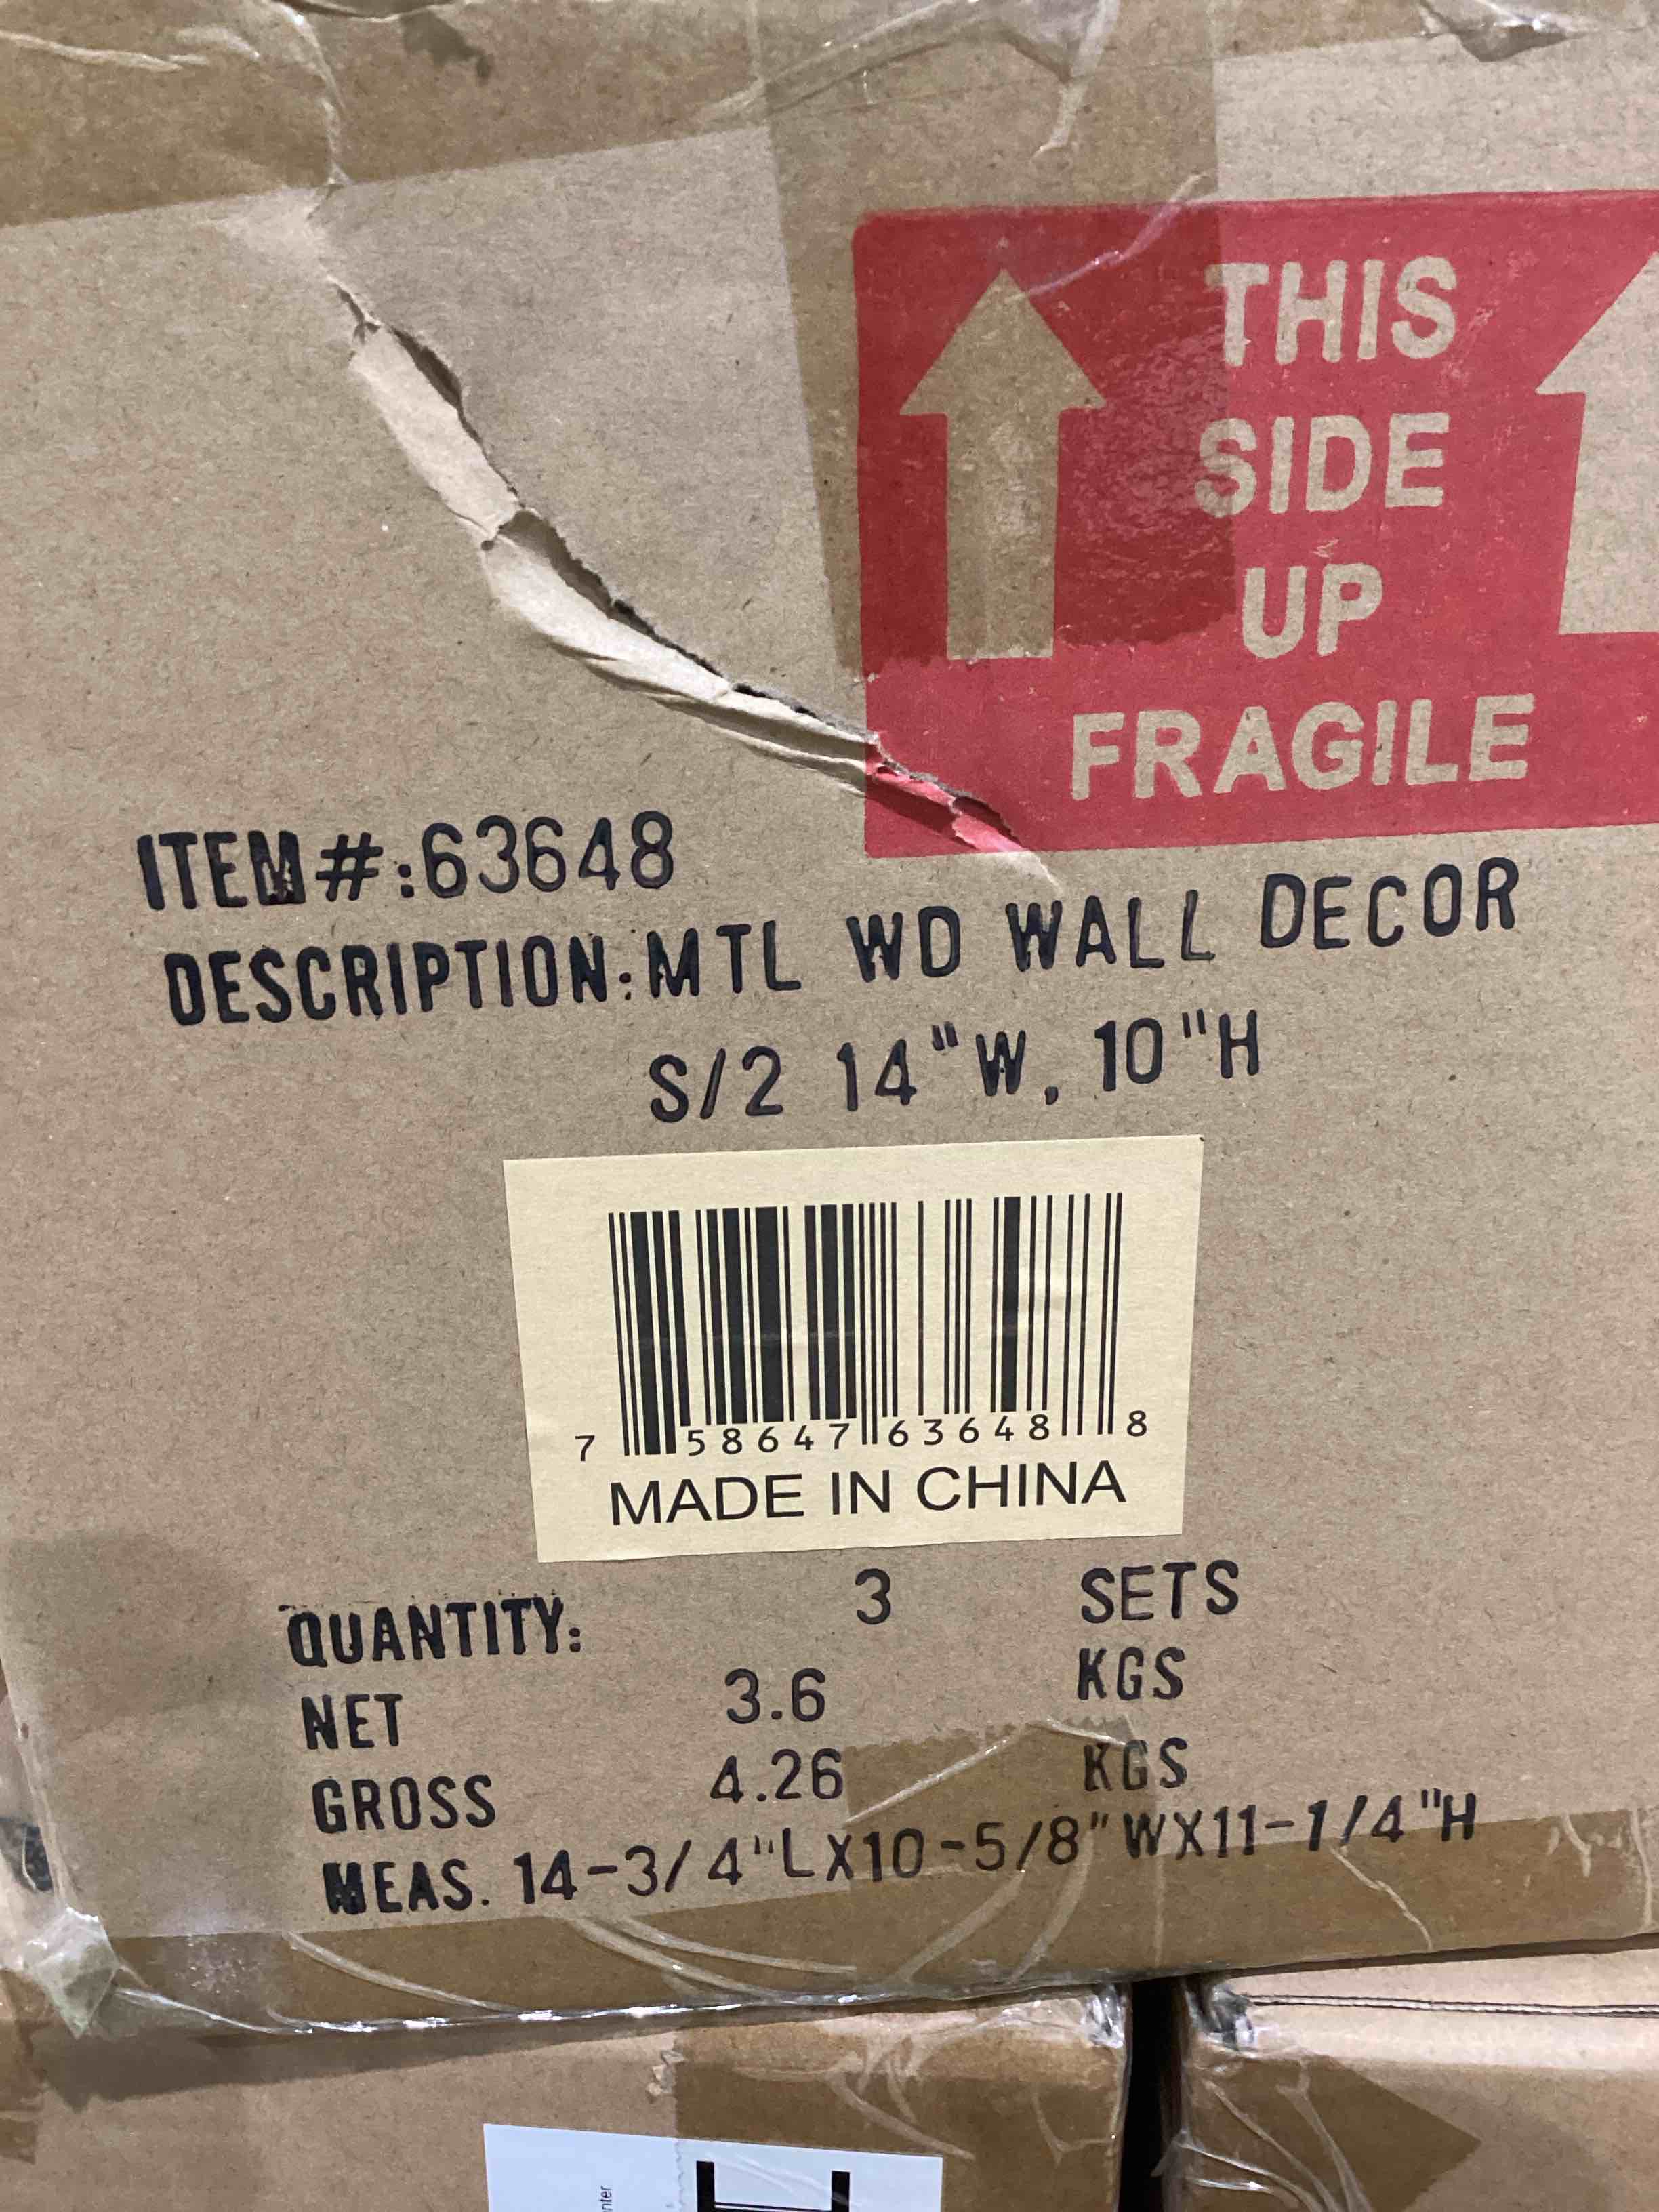 THIS
SIDE
UP
FRAGILE
ITEM#:63648
DESCRIPTION:MTL WD WALL DECOR
S/2 14"W, 10"H
7 58647 63648 8
MADE IN CHINA
QUANTITY: 3 SETS
NET 3.6 KGS
GROSS 4.26 KGS
MEAS. 14-3/4"LX10-5/8"WX11-1/4"H